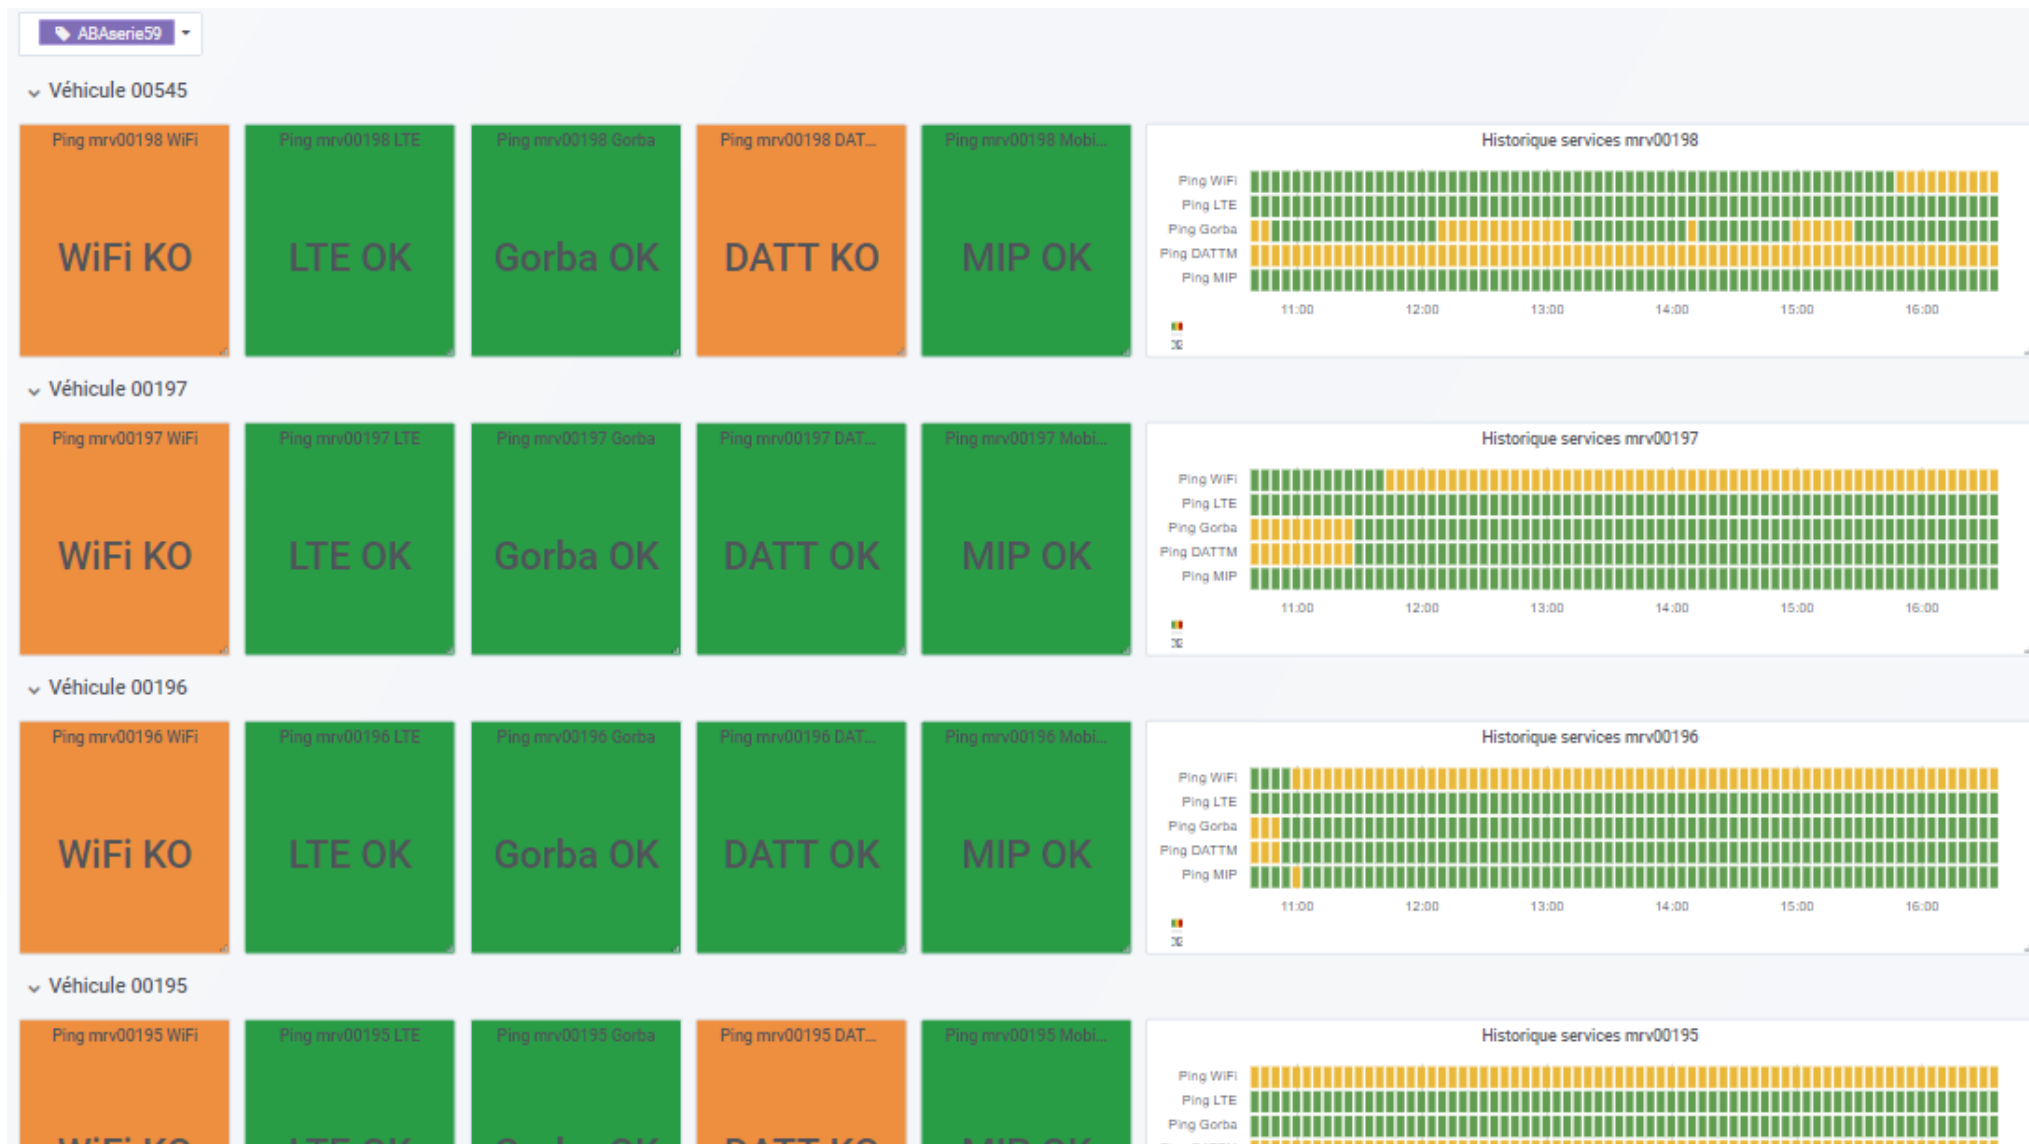 ABAserie59
Véhicule 00545
Ping mrv00198 WiFi
WiFi KO
Ping mrv00198 LTE
LTE OK
Ping mrv00198 Gorba
Gorba OK
Ping mrv00198 DAT...
DATT KO
Ping mrv00198 Mobi...
MIP OK
Historique services mrv00198
Ping WiFi
Ping LTE
Ping Gorba
Ping DATTM
Ping MIP
11:00 12:00 13:00 14:00 15:00 16:00
Véhicule 00197
Ping mrv00197 WiFi
WiFi KO
Ping mrv00197 LTE
LTE OK
Ping mrv00197 Gorba
Gorba OK
Ping mrv00197 DAT...
DATT OK
Ping mrv00197 Mobi...
MIP OK
Historique services mrv00197
Ping WiFi
Ping LTE
Ping Gorba
Ping DATTM
Ping MIP
11:00 12:00 13:00 14:00 15:00 16:00
Véhicule 00196
Ping mrv00196 WiFi
WiFi KO
Ping mrv00196 LTE
LTE OK
Ping mrv00196 Gorba
Gorba OK
Ping mrv00196 DAT...
DATT OK
Ping mrv00196 Mobi...
MIP OK
Historique services mrv00196
Ping WiFi
Ping LTE
Ping Gorba
Ping DATTM
Ping MIP
11:00 12:00 13:00 14:00 15:00 16:00
Véhicule 00195
Ping mrv00195 WiFi
WiFi KO
Ping mrv00195 LTE
LTE OK
Ping mrv00195 Gorba
Ping mrv00195 DAT...
DATT KO
Ping mrv00195 Mobi...
MIP OK
Historique services mrv00195
Ping WiFi
Ping LTE
Ping Gorba